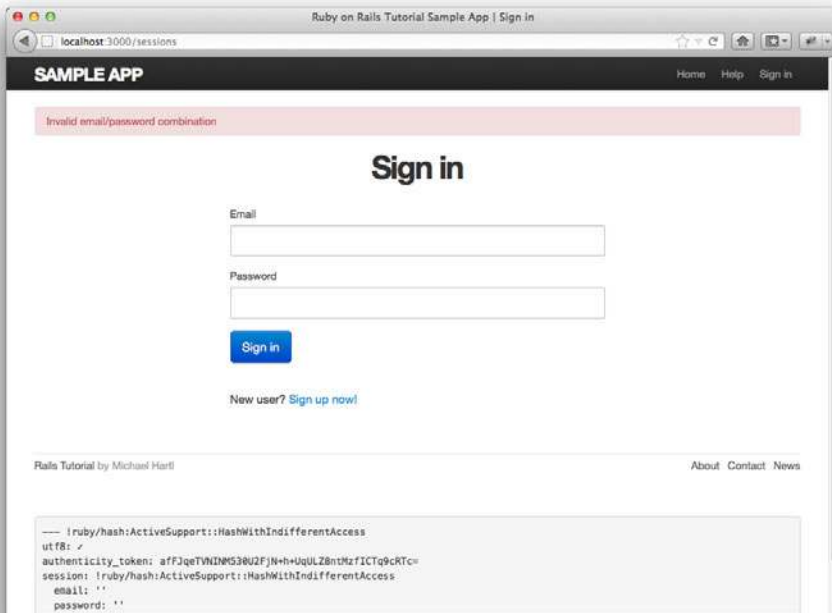 Ruby on Rails Tutorial Sample App | Sign in
localhost:3000/sessions
SAMPLE APP
Home Help Sign in
Invalid email/password combination
Sign in
Email
Password
Sign in
New user? Sign up now!
Rails Tutorial by Michael Hartl
About Contact News
--- !ruby/hash:ActiveSupport::HashWithIndifferentAccess
utf8: ✓
authenticity_token: afFJqeTVNINM530U2FjN+h+UqULZ8ntMzfICTq9cRTc=
session: !ruby/hash:ActiveSupport::HashWithIndifferentAccess
email: ''
password: ''